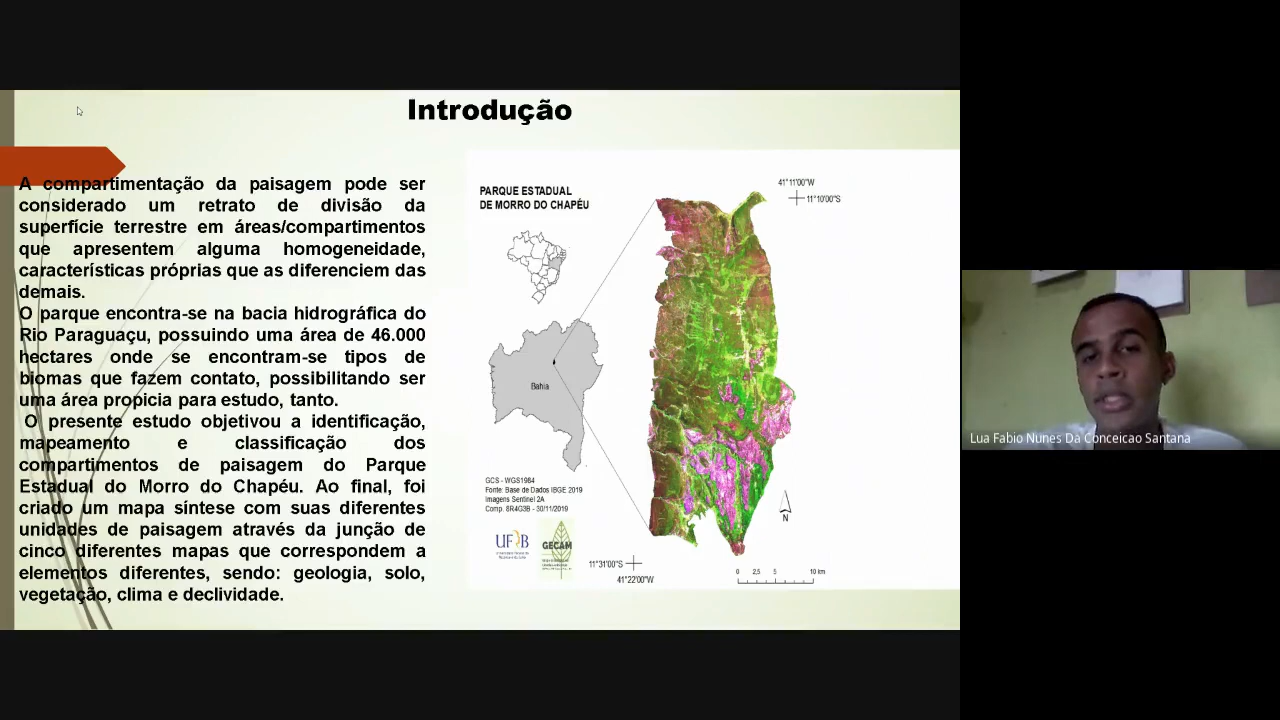 Introdução
A compartimentação da paisagem pode ser
considerado um retrato de divisão da
superfície terrestre em áreas/compartimentos
que apresentem alguma homogeneidade,
características próprias que as diferenciem das
demais.
O parque encontra-se na bacia hidrográfica do
Rio Paraguaçu, possuindo uma área de 46.000
hectares onde se encontram-se tipos de
biomas que fazem contato, possibilitando ser
uma área propicia para estudo, tanto.
O presente estudo objetivou a identificação,
mapeamento e classificação dos
compartimentos de paisagem do Parque
Estadual do Morro do Chapéu. Ao final, foi
criado um mapa síntese com suas diferentes
unidades de paisagem através da junção de
cinco diferentes mapas que correspondem a
elementos diferentes, sendo: geologia, solo,
vegetação, clima e declividade.
PARQUE ESTADUAL
DE MORRO DO CHAPÉU
41°11'00"W
11°10'00"S
Bahia
GCS - WGS1984
Fonte: Base de Dados IBGE 2019
Imagens Sentinel 2A
Comp. 8R4G3B - 30/11/2019
UFRB
GECAM
11°31'00"S
41°22'00"W
N
0 2,5 5 10 km
Lua Fabio Nunes Da Conceicao Santana